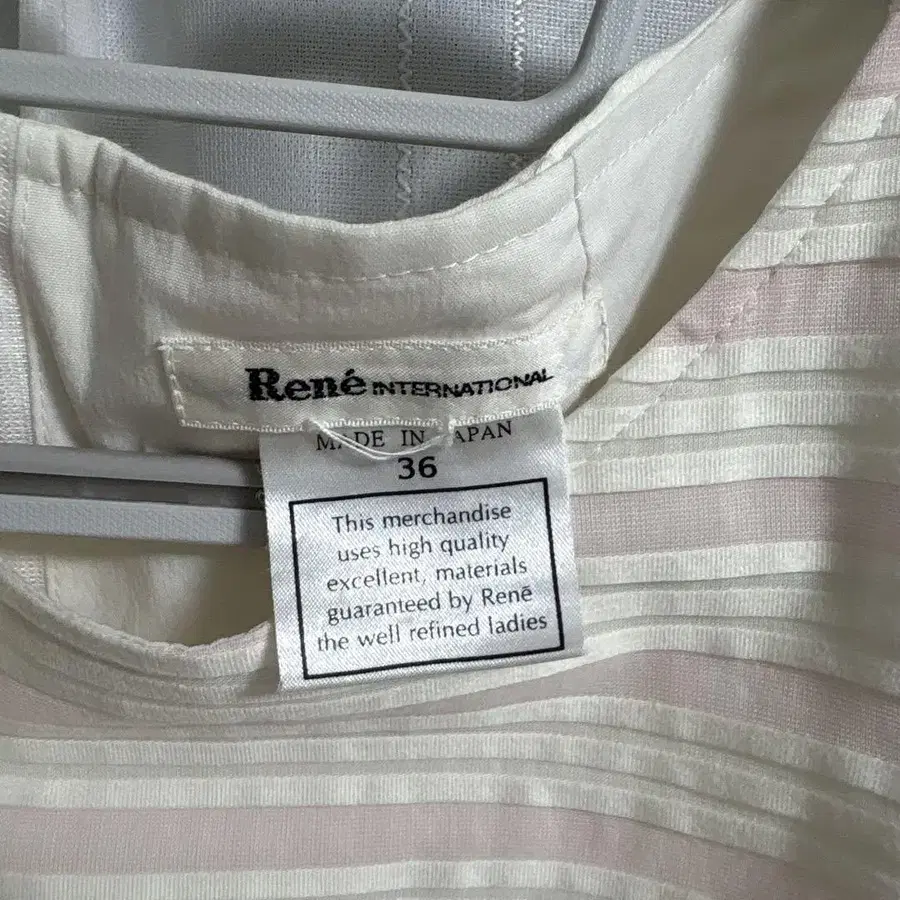 René INTERNATIONAL
MADE IN JAPAN
36
This merchandise
uses high quality
excellent, materials
guaranteed by René
the well refined ladies